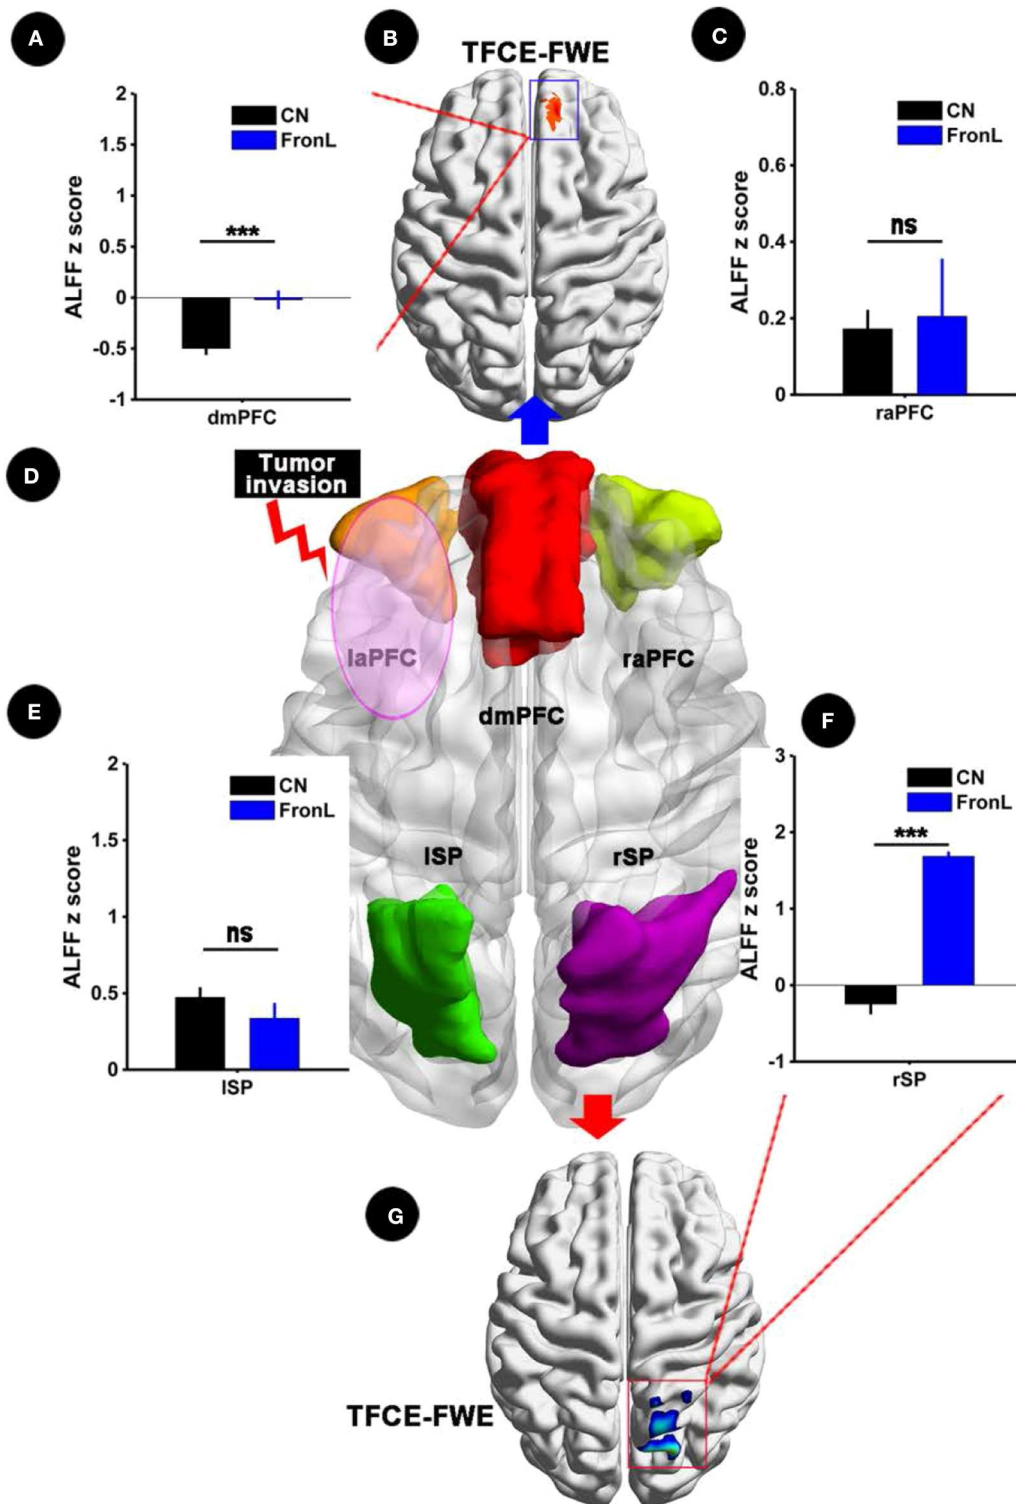 A
B
C
TFCE-FWE
2
1.5
1
0.5
0
-0.5
-1
ALFF z score
CN
FronL
***
dmPFC
0.8
0.6
0.4
0.2
0
ALFF z score
CN
FronL
ns
raPFC
D
Tumor
invasion
laPFC
raPFC
dmPFC
lSP
rSP
E
2
1.5
1
0.5
0
ALFF z score
CN
FronL
ns
lSP
F
3
2
1
0
-1
ALFF z score
CN
FronL
***
rSP
G
TFCE-FWE